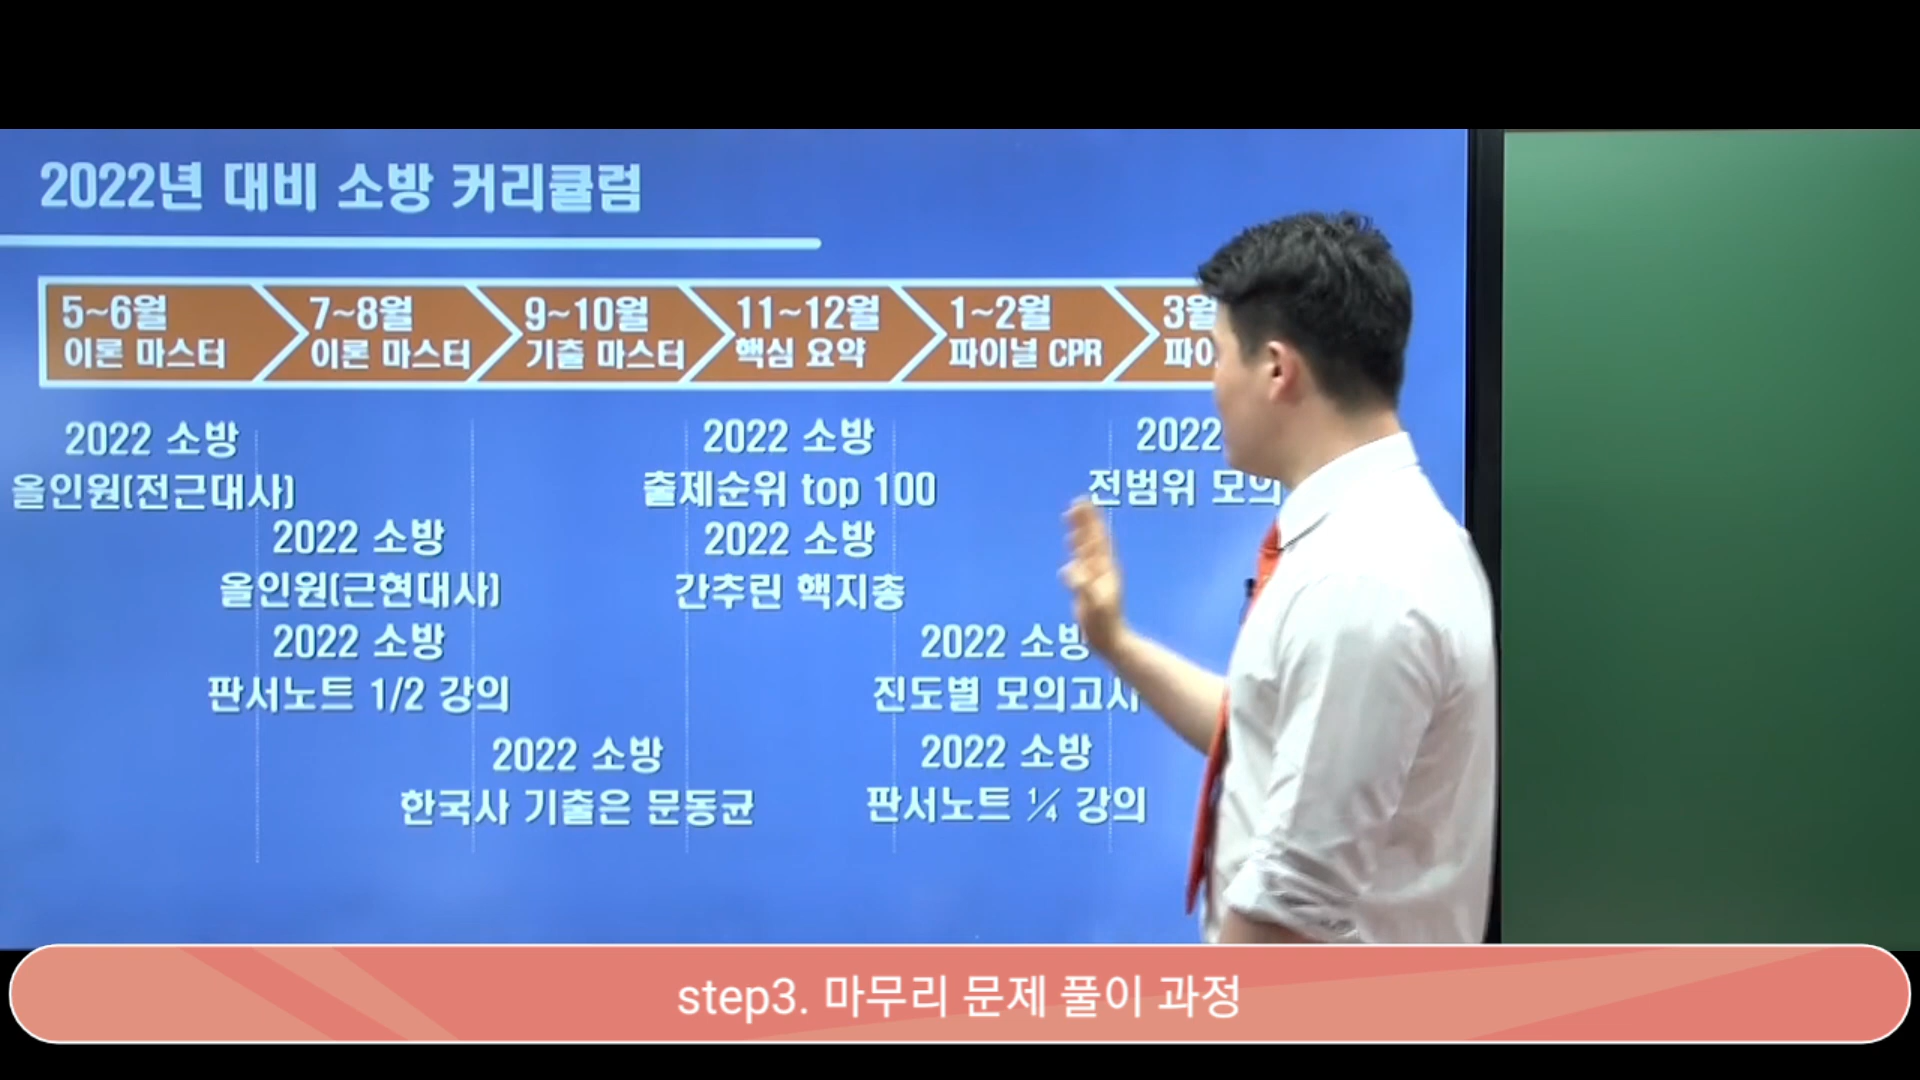 2022년 대비 소방 커리큘럼
5~6월
이론 마스터
7~8월
이론 마스터
9~10월
기출 마스터
11~12월
핵심 요약
1~2월
파이널 CPR
3월
2022 소방
올인원(전근대사)
2022 소방
올인원(근현대사)
2022 소방
판서노트 1/2 강의
2022 소방
한국사 기출은 문동균
2022 소방
출제순위 top 100
2022 소방
간추린 핵지총
2022 소방
진도별 모의고사
2022 소방
판서노트 ¼ 강의
2022
전범위 모의
step3. 마무리 문제 풀이 과정